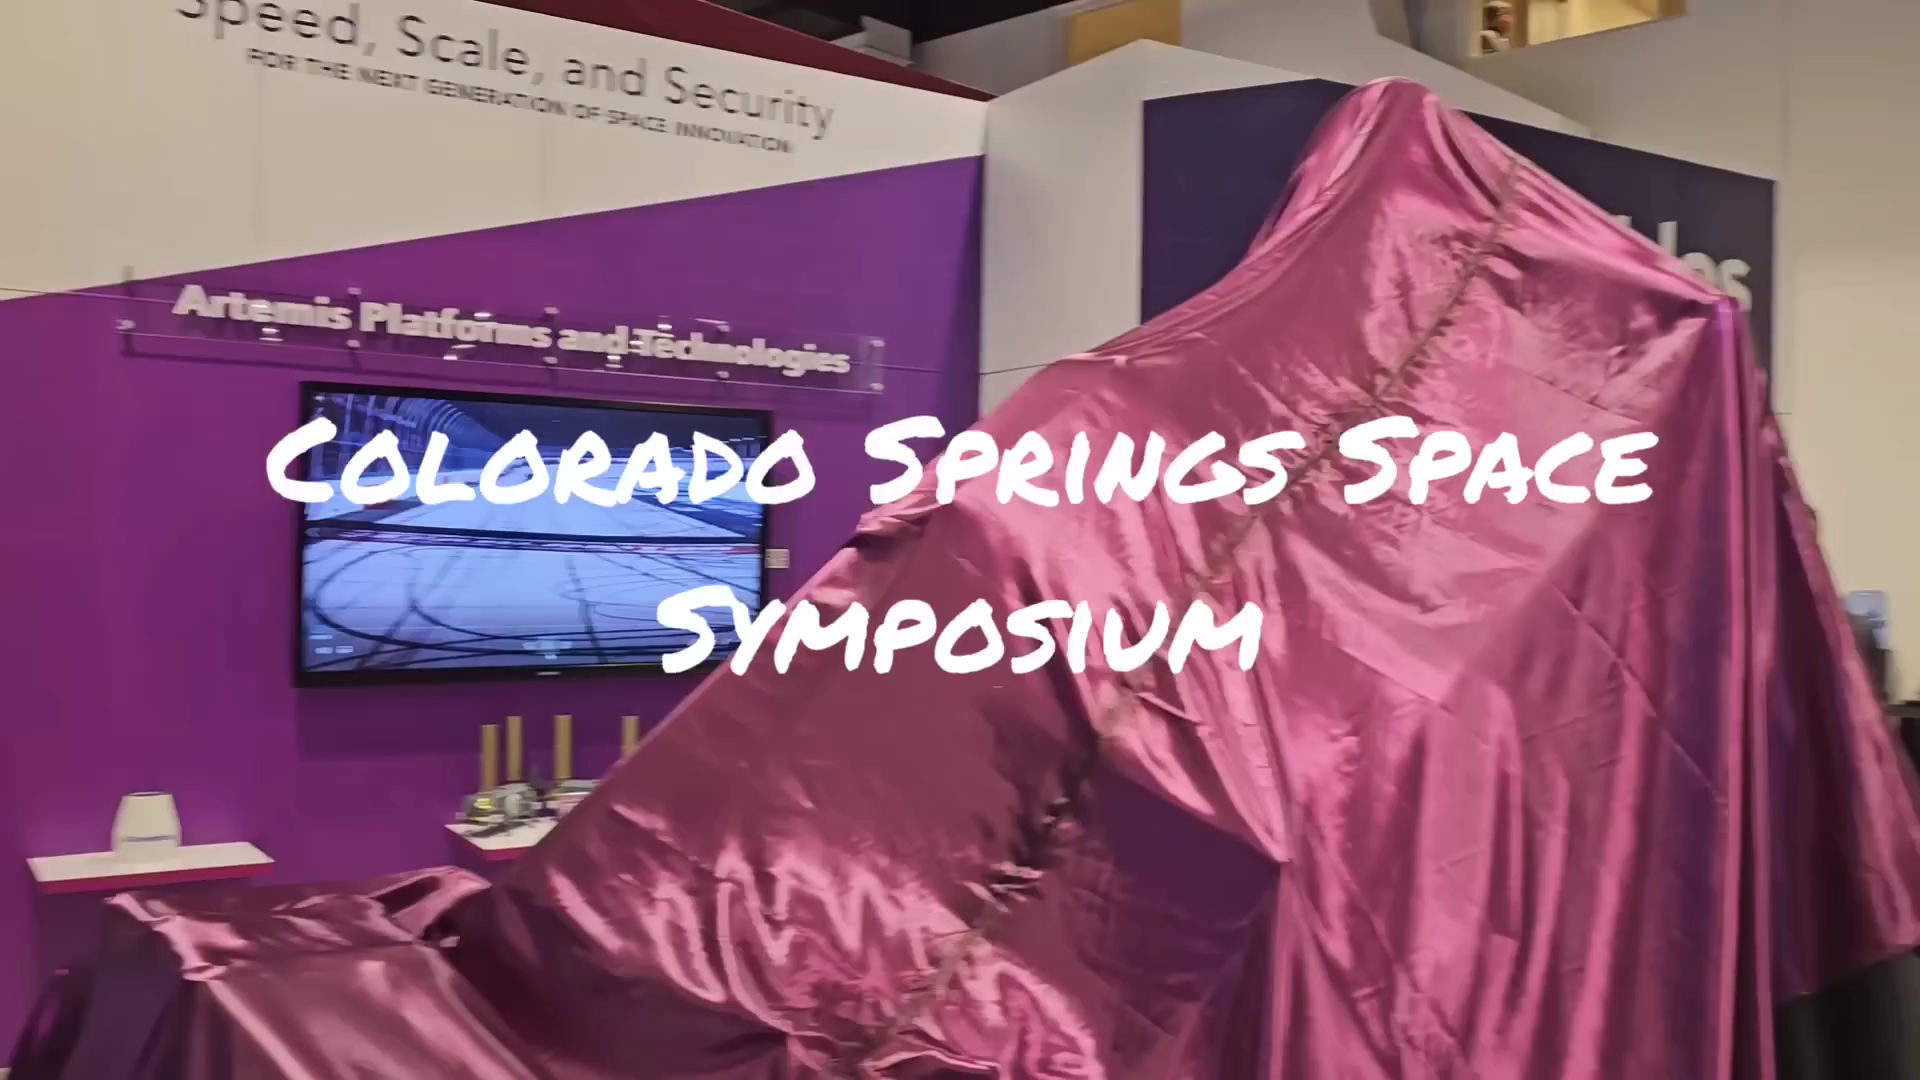 Speed, Scale, and Security
FOR THE NEXT GENERATION OF SPACE INNOVATION
Artemis Platforms and Technologies
COLORADO SPRINGS SPACE
SYMPOSIUM